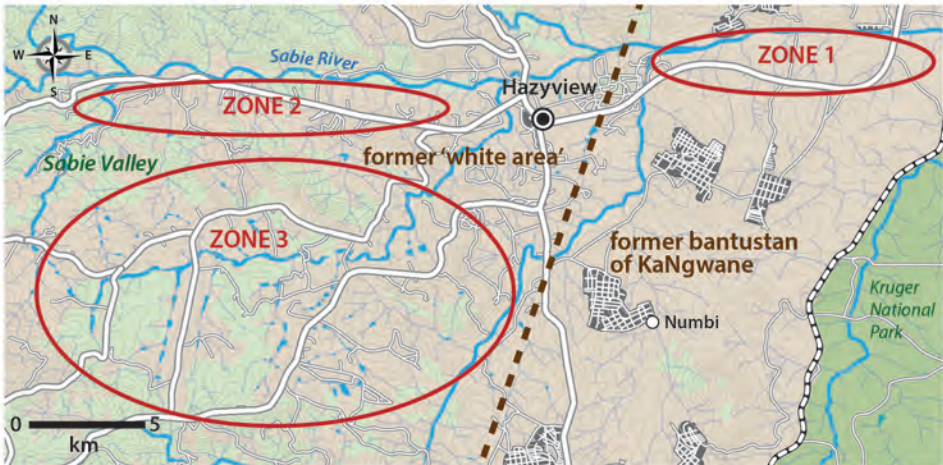 N
W
E
S
Sabie River
ZONE 1
ZONE 2
Hazyview
former ‘white area’
Sabie Valley
ZONE 3
former bantustan
of KaNgwane
Kruger
National
Park
Numbi
0
5
km